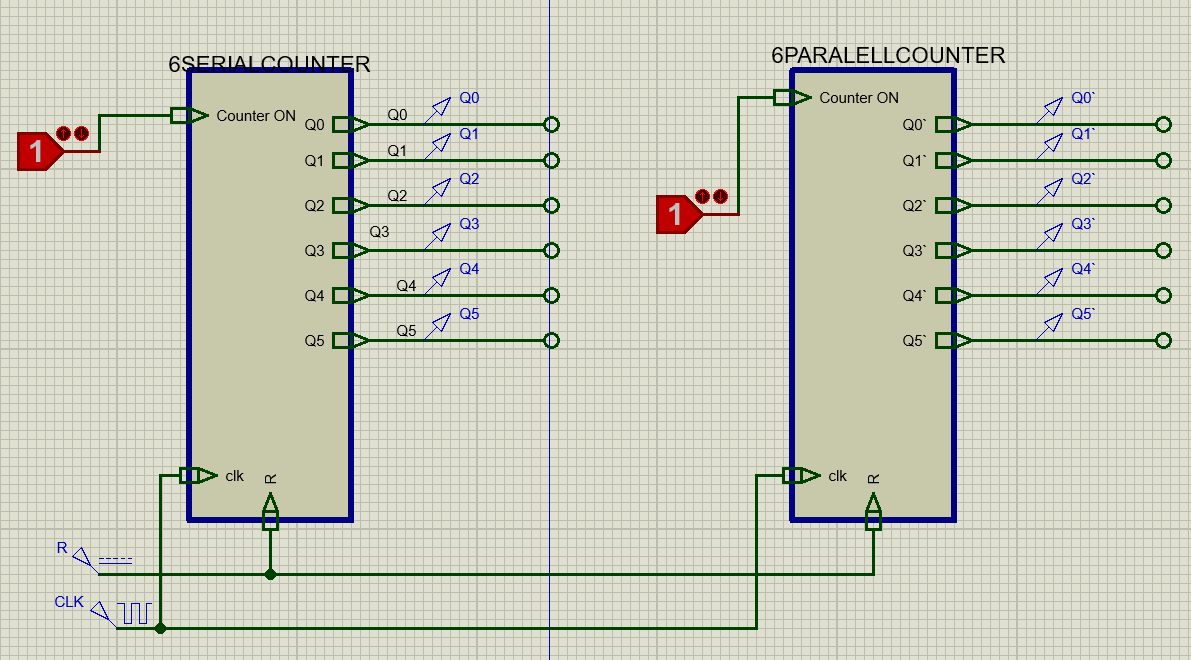 6SERIALCOUNTER
Counter ON
1
Q0
Q0
Q0
Q1
Q1
Q1
Q2
Q2
Q2
Q3
Q3
Q3
Q4
Q4
Q4
Q5
Q5
Q5
clk
R
6PARALELLCOUNTER
Counter ON
1
Q0`
Q0`
Q1`
Q1`
Q2`
Q2`
Q3`
Q3`
Q4`
Q4`
Q5`
Q5`
clk
R
R
CLK